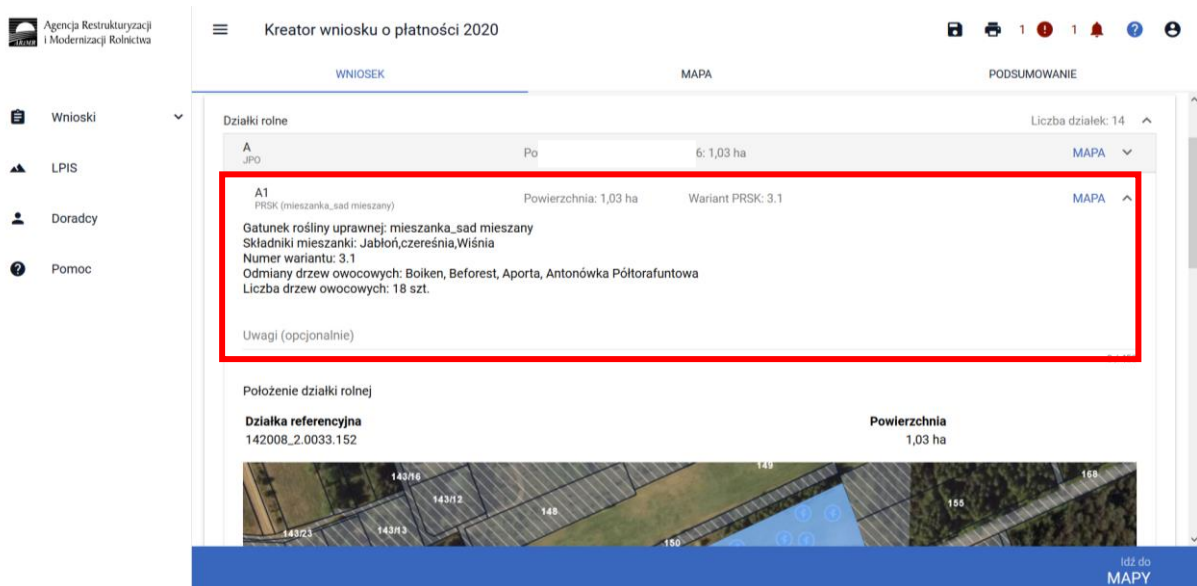 Agencja Restrukturyzacji
i Modernizacji Rolnictwa
ARiMR
Kreator wniosku o płatności 2020
1 1
WNIOSEK MAPA PODSUMOWANIE
Wnioski
LPIS
Doradcy
Pomoc
Działki rolne Liczba działek: 14
A
JPO
Po 6: 1,03 ha MAPA
A1
PRSK (mieszanka_sad mieszany)
Powierzchnia: 1,03 ha Wariant PRSK: 3.1 MAPA
Gatunek rośliny uprawnej: mieszanka_sad mieszany
Składniki mieszanki: Jabłoń,czereśnia,Wiśnia
Numer wariantu: 3.1
Odmiany drzew owocowych: Boiken, Beforest, Aporta, Antonówka Półtorafuntowa
Liczba drzew owocowych: 18 szt.
Uwagi (opcjonalnie)
Położenie działki rolnej
Działka referencyjna Powierzchnia
142008_2.0033.152 1,03 ha
143/16 149 168
143/12 155
148
143/23 143/13 150
Idź do
MAPY